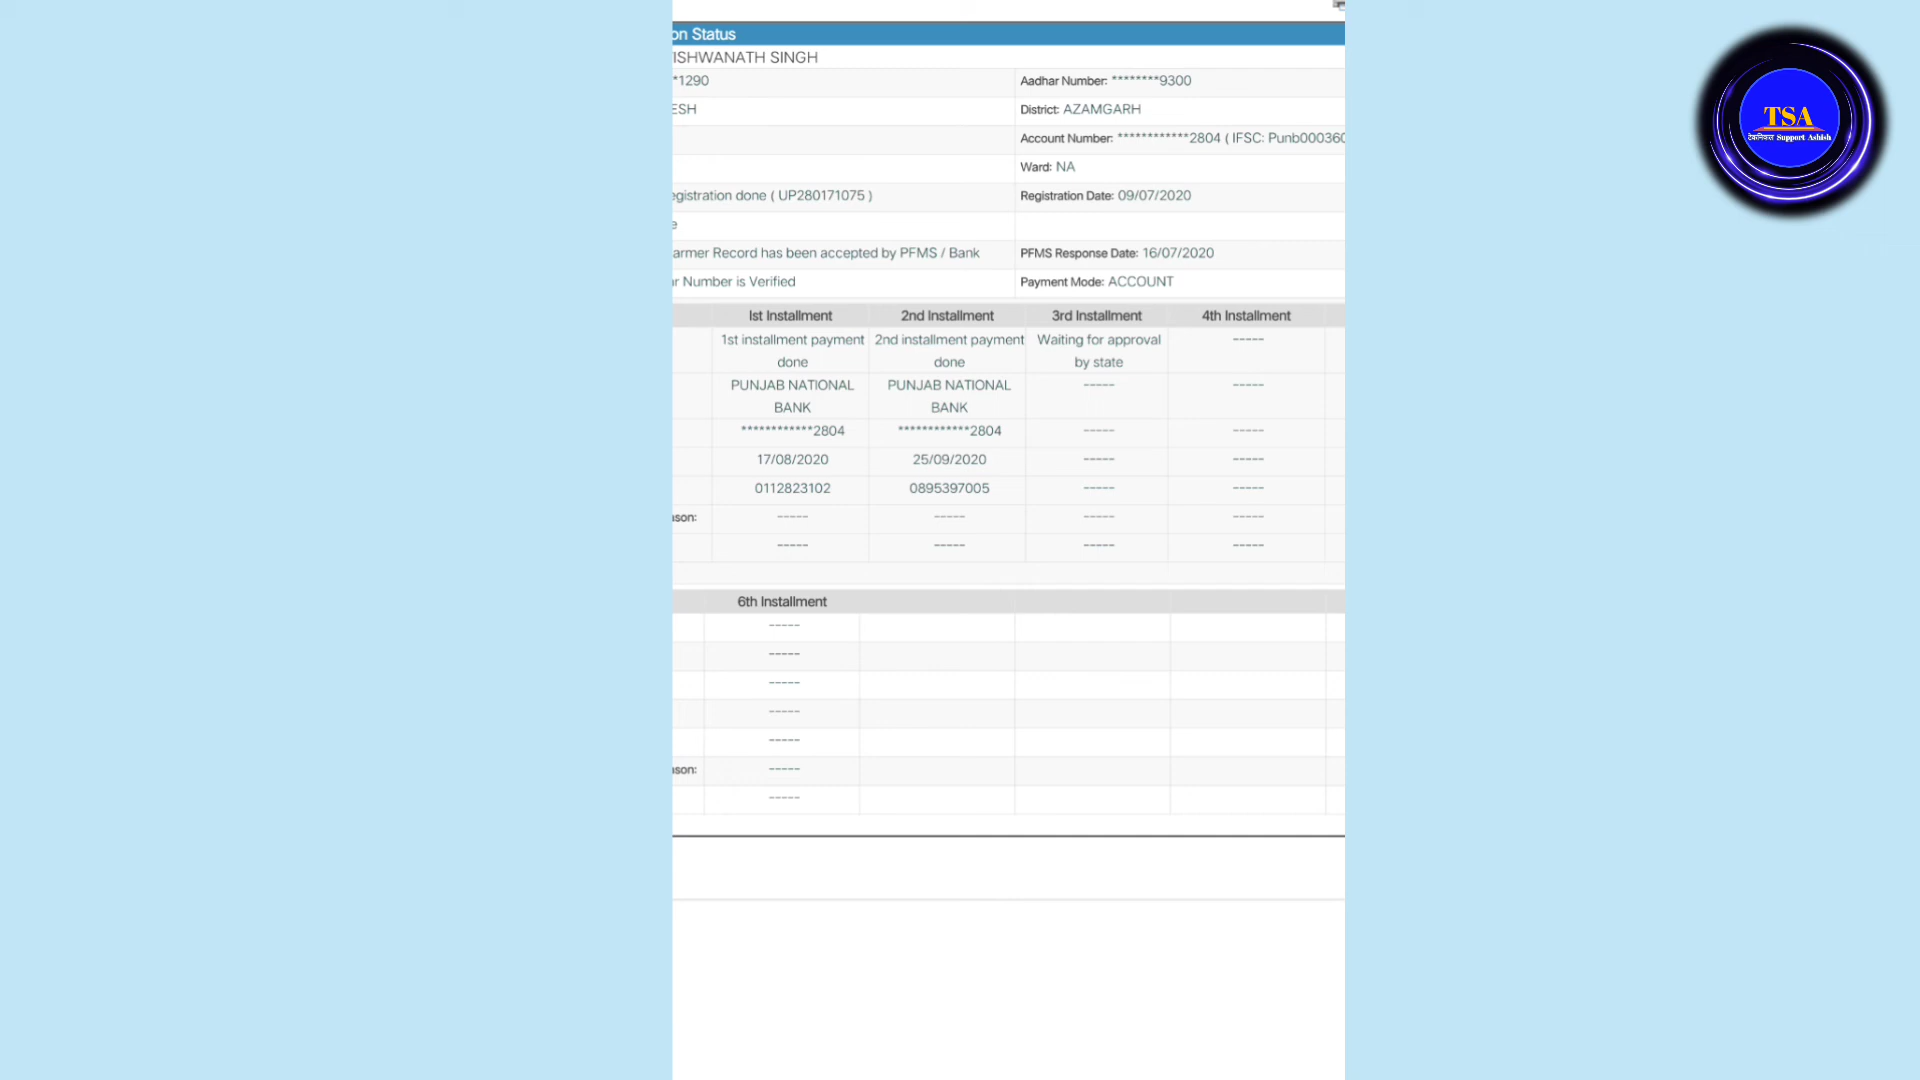 on Status
ISHWANATH SINGH
*1290 Aadhar Number: ********9300
ESH District: AZAMGARH
Account Number: ************2804 ( IFSC: Punb000360
Ward: NA
egistration done ( UP280171075 ) Registration Date: 09/07/2020
e
armer Record has been accepted by PFMS / Bank PFMS Response Date: 16/07/2020
r Number is Verified Payment Mode: ACCOUNT
Ist Installment 2nd Installment 3rd Installment 4th Installment
1st installment payment 2nd installment payment Waiting for approval -----
done done by state
PUNJAB NATIONAL PUNJAB NATIONAL ----- -----
BANK BANK
************2804 ************2804 ----- -----
17/08/2020 25/09/2020 ----- -----
0112823102 0895397005 ----- -----
ason: ----- ----- ----- -----
----- ----- ----- -----
6th Installment
-----
-----
-----
-----
-----
ason: -----
-----
TSA
टेक्निकल Support Ashish